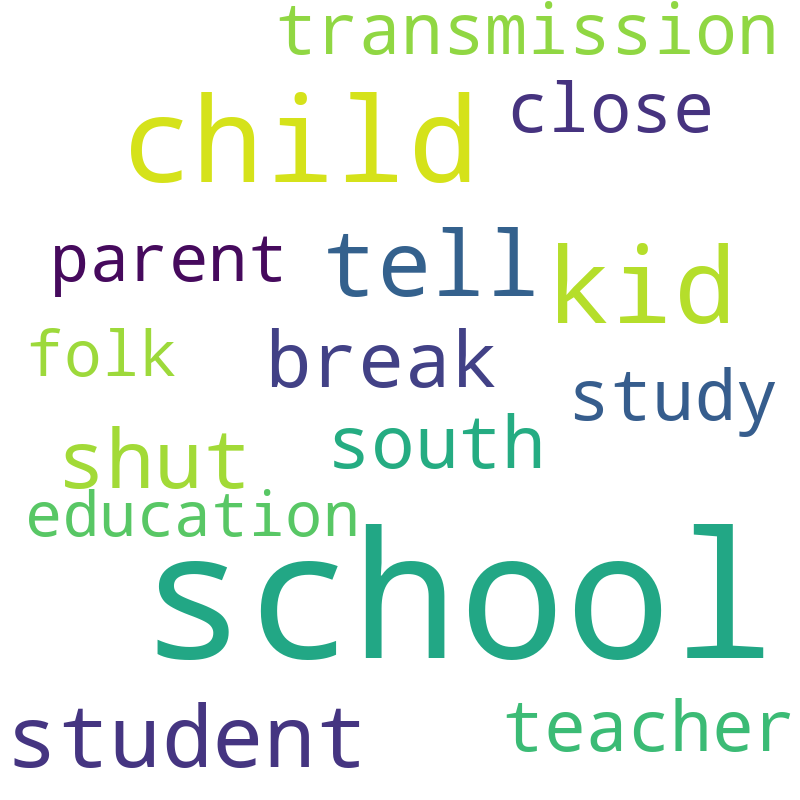 transmission
child
close
parent
tell
kid
folk
break
study
shut
south
education
school
student
teacher